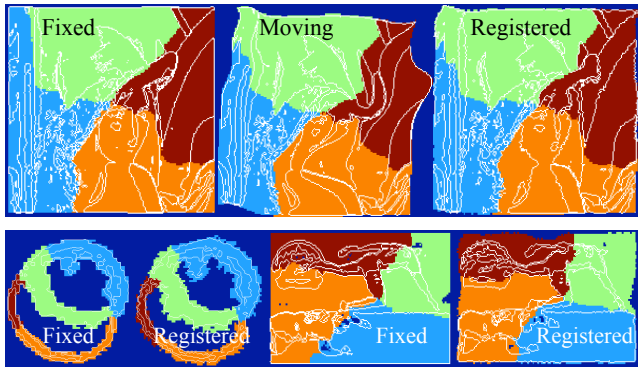 Fixed
Moving
Registered
Fixed
Registered
Fixed
Registered